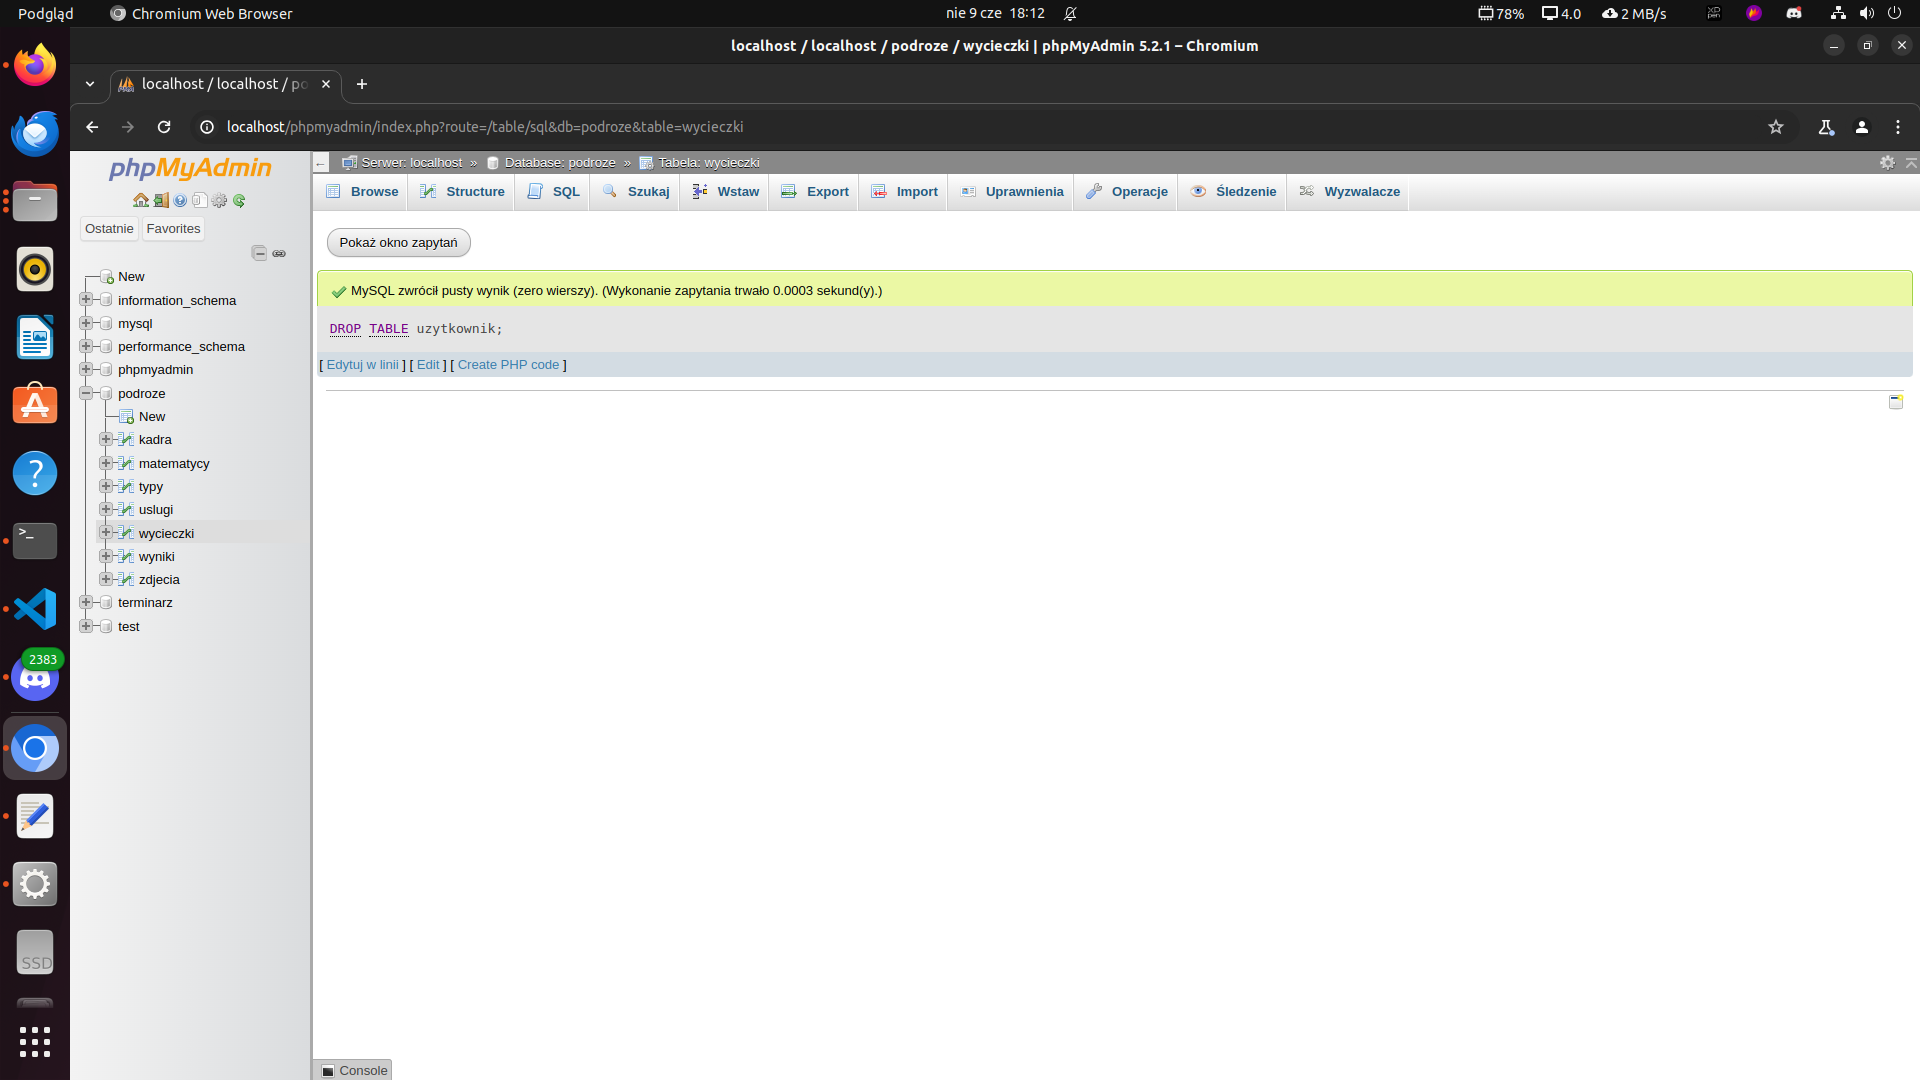 Podgląd
Chromium Web Browser
nie 9 cze 18:12
78%
4.0
2 MB/s
localhost / localhost / podroze / wycieczki | phpMyAdmin 5.2.1 – Chromium
localhost / localhost / po
localhost/phpmyadmin/index.php?route=/table/sql&db=podroze&table=wycieczki
phpMyAdmin
Ostatnie
Favorites
New
information_schema
mysql
performance_schema
phpmyadmin
podroze
New
kadra
matematycy
typy
uslugi
wycieczki
wyniki
zdjecia
terminarz
test
Serwer: localhost » Database: podroze » Tabela: wycieczki
Browse
Structure
SQL
Szukaj
Wstaw
Export
Import
Uprawnienia
Operacje
Śledzenie
Wyzwalacze
Pokaż okno zapytań
MySQL zwrócił pusty wynik (zero wierszy). (Wykonanie zapytania trwało 0.0003 sekund(y).)
DROP TABLE uzytkownik;
[ Edytuj w linii ] [ Edit ] [ Create PHP code ]
Console
2383
SSD